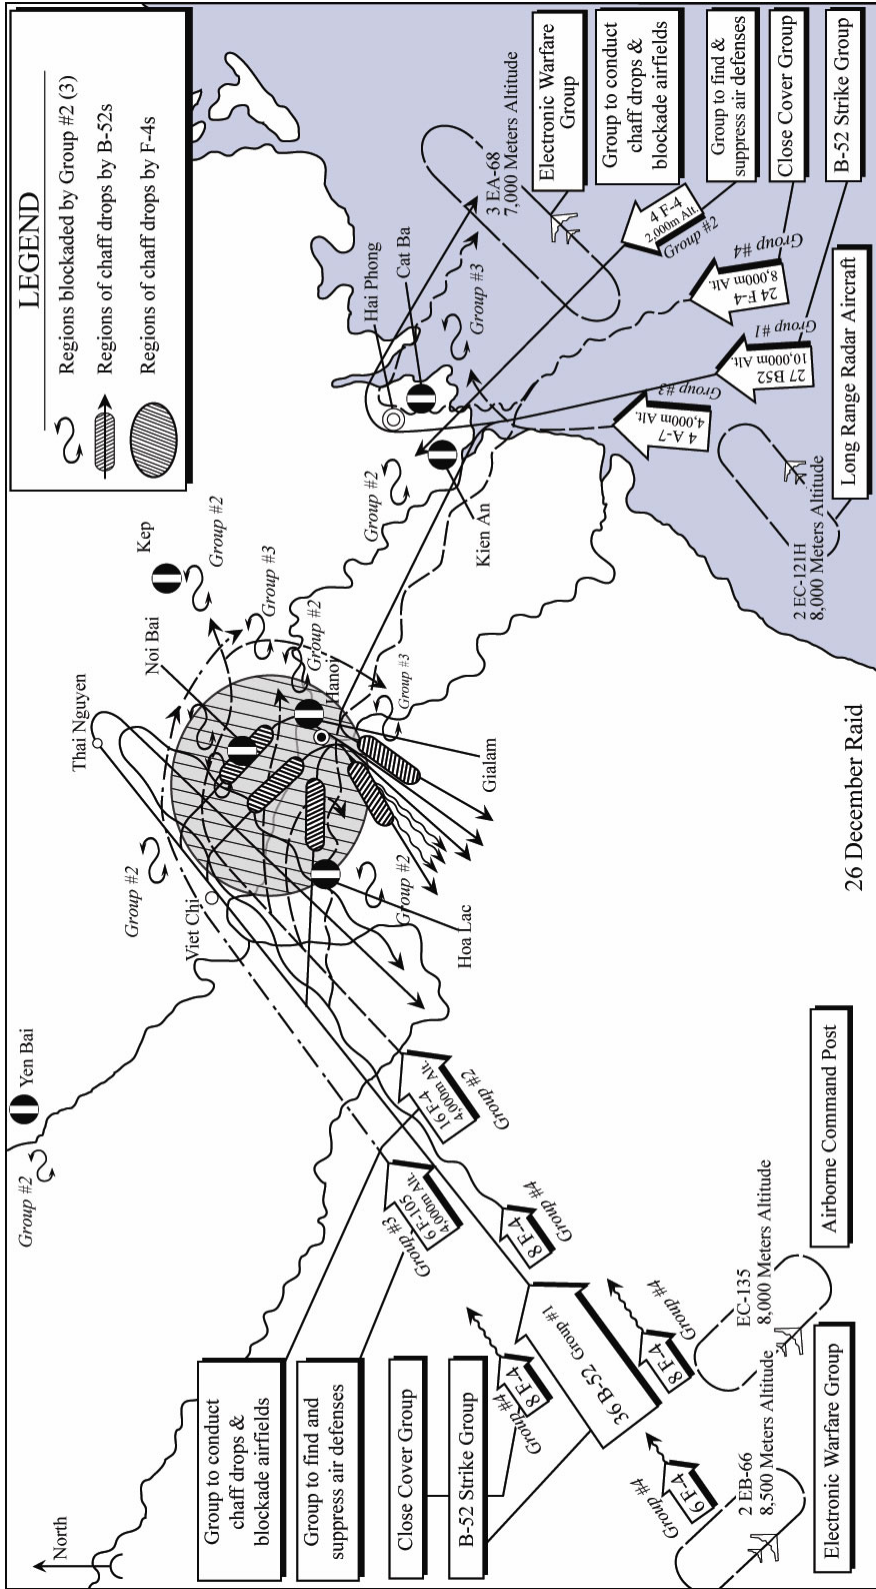 LEGEND
Regions blockaded by Group #2 (3)
Regions of chaff drops by B-52s
Regions of chaff drops by F-4s
North
Yen Bai
Group #2
Group #2
Viet Chi
Thai Nguyen
Noi Bai
Kep
Group #2
Group #3
Group #2
Hanoi
Group #3
Gialam
Hoa Lac
Group #2
Group #2
Kien An
Hai Phong
Cat Ba
Group #3
3 EA-68
7,000 Meters Altitude
Electronic Warfare
Group
Group to conduct
chaff drops &
blockade airfields
Group to find &
suppress air defenses
Close Cover Group
B-52 Strike Group
4 F-4
2,000m Alt.
Group #2
24 F-4
8,000m Alt.
Group #4
27 B52
10,000m Alt.
Group #1
4 A-7
4,000m Alt.
Group #3
Long Range Radar Aircraft
2 EC-121H
8,000 Meters Altitude
Group to conduct
chaff drops &
blockade airfields
Group to find and
suppress air defenses
Close Cover Group
B-52 Strike Group
16 F-4
4,000m Alt.
Group #2
6 F-105
4,000m Alt.
Group #3
8 F-4
Group #4
8 F-4
Group #4
36 B-52 Group #1
8 F-4
Group #4
6 F-4
Group #4
EC-135
8,000 Meters Altitude
Airborne Command Post
2 EB-66
8,500 Meters Altitude
Electronic Warfare Group
26 December Raid